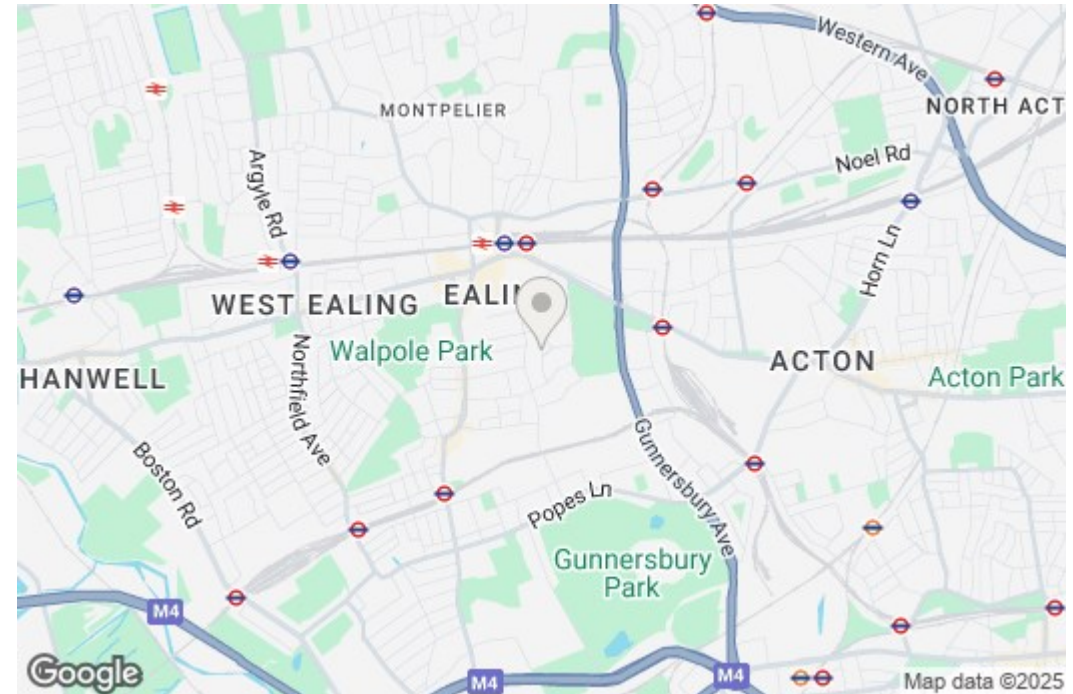 Western Ave
MONTPELIER
NORTH ACT
Argyle Rd
Noel Rd
Horn Ln
WEST EALING
EALIN
Walpole Park
ACTON
HANWELL
Acton Park
Northfield Ave
Gunnersbury Ave
Boston Rd
Popes Ln
Gunnersbury
Park
M4
M4
M4
Google
Map data ©2025